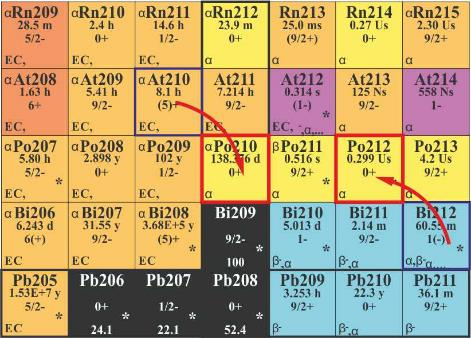 αRn209 αRn210 αRn211 Rn212 Rn213 Rn214 αRn215
28.5 m 2.4 h 14.6 h 23.9 m 25.0 ms 0.27 Us 2.30 Us
5/2- 0+ 1/2- 0+ (9/2+) 0+ 9/2+
EC, EC, EC, α α α α
αAt208 αAt209 αAt210 αAt211 At212 αAt213 At214
1.63 h 5.41 h 8.1 h 7.214 h 0.314 s 125 Ns 558 Ns
6+ 9/2- (5)+ 9/2- (1-) * 9/2- 1-
EC, EC, EC, EC, EC,-,α,... α α
αPo207 αPo208 αPo209 αPo210 βPo211 Po212 Po213
5.80 h 2.898 y 102 y 138.376 d 0.516 s 0.299 Us 4.2 Us
5/2- * 0+ 1/2- 0+ 9/2+ * 0+ 9/2+
EC, EC, EC, α α α α
αBi206 αBi207 αBi208 Bi209 Bi210 Bi211 Bi212
6.243 d 31.55 y 3.68E+5 y 5.013 d 2.14 m 60.55 m
6(+) 9/2- (5)+ * 9/2- 1- * 9/2- 1(-) *
EC EC EC 100 β-,α β-,α α,β-,α,...
Pb205 Pb206 Pb207 Pb208 Pb209 Pb210 Pb211
1.53E+7 y 3.253 h 22.3 y 36.1 m
5/2- * 0+ * 1/2- * 0+ * 9/2+ 0+ 9/2+
EC 24.1 22.1 52.4 β- β-,α β-